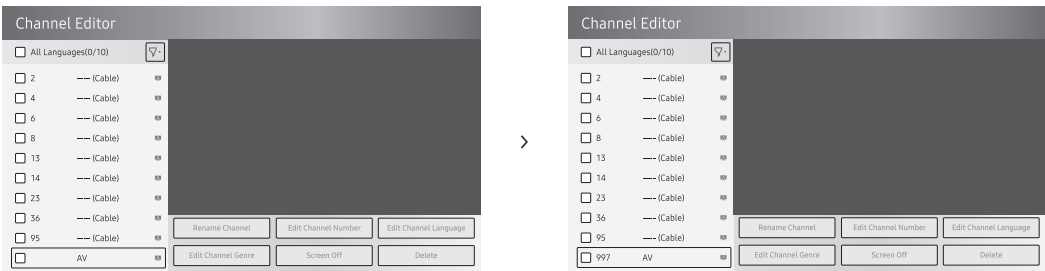 Channel Editor
All Languages(0/10)
2 –– (Cable)
4 –– (Cable)
6 –– (Cable)
8 –– (Cable)
13 –– (Cable)
14 –– (Cable)
23 –– (Cable)
36 –– (Cable)
95 –– (Cable)
AV
Rename Channel Edit Channel Number Edit Channel Language
Edit Channel Genre Screen Off Delete
>
Channel Editor
All Languages(0/10)
2 –-- (Cable)
4 –-- (Cable)
6 –-- (Cable)
8 –-- (Cable)
13 –-- (Cable)
14 –-- (Cable)
23 –-- (Cable)
36 –-- (Cable)
95 –-- (Cable)
997 AV
Rename Channel Edit Channel Number Edit Channel Language
Edit Channel Genre Screen Off Delete